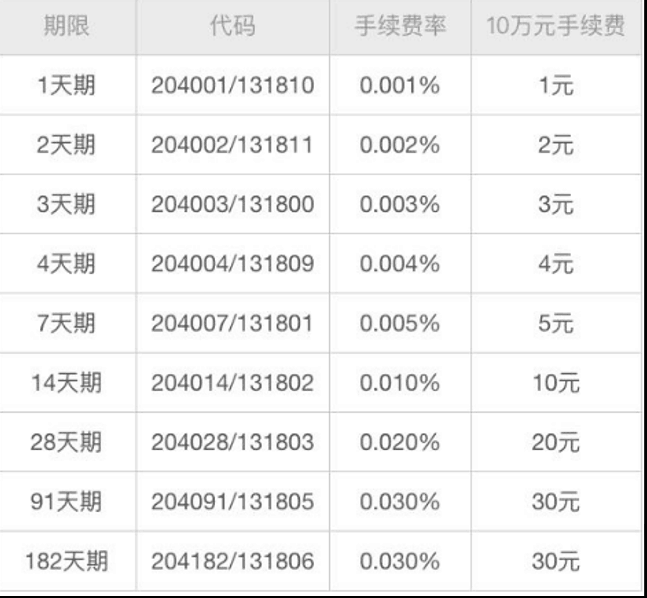 期限 代码 手续费率 10万元手续费
1天期 204001/131810 0.001% 1元
2天期 204002/131811 0.002% 2元
3天期 204003/131800 0.003% 3元
4天期 204004/131809 0.004% 4元
7天期 204007/131801 0.005% 5元
14天期 204014/131802 0.010% 10元
28天期 204028/131803 0.020% 20元
91天期 204091/131805 0.030% 30元
182天期 204182/131806 0.030% 30元